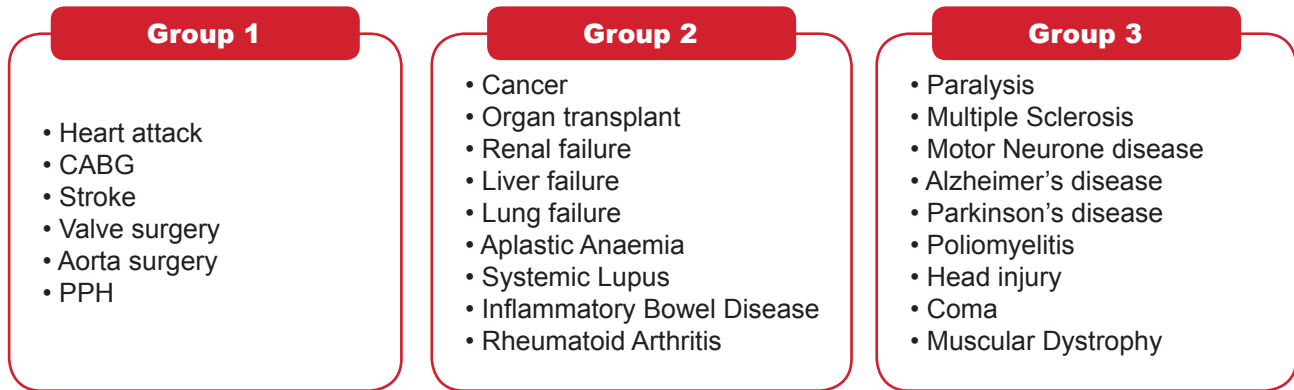 Group 1
• Heart attack
• CABG
• Stroke
• Valve surgery
• Aorta surgery
• PPH
Group 2
• Cancer
• Organ transplant
• Renal failure
• Liver failure
• Lung failure
• Aplastic Anaemia
• Systemic Lupus
• Inflammatory Bowel Disease
• Rheumatoid Arthritis
Group 3
• Paralysis
• Multiple Sclerosis
• Motor Neurone disease
• Alzheimer’s disease
• Parkinson’s disease
• Poliomyelitis
• Head injury
• Coma
• Muscular Dystrophy